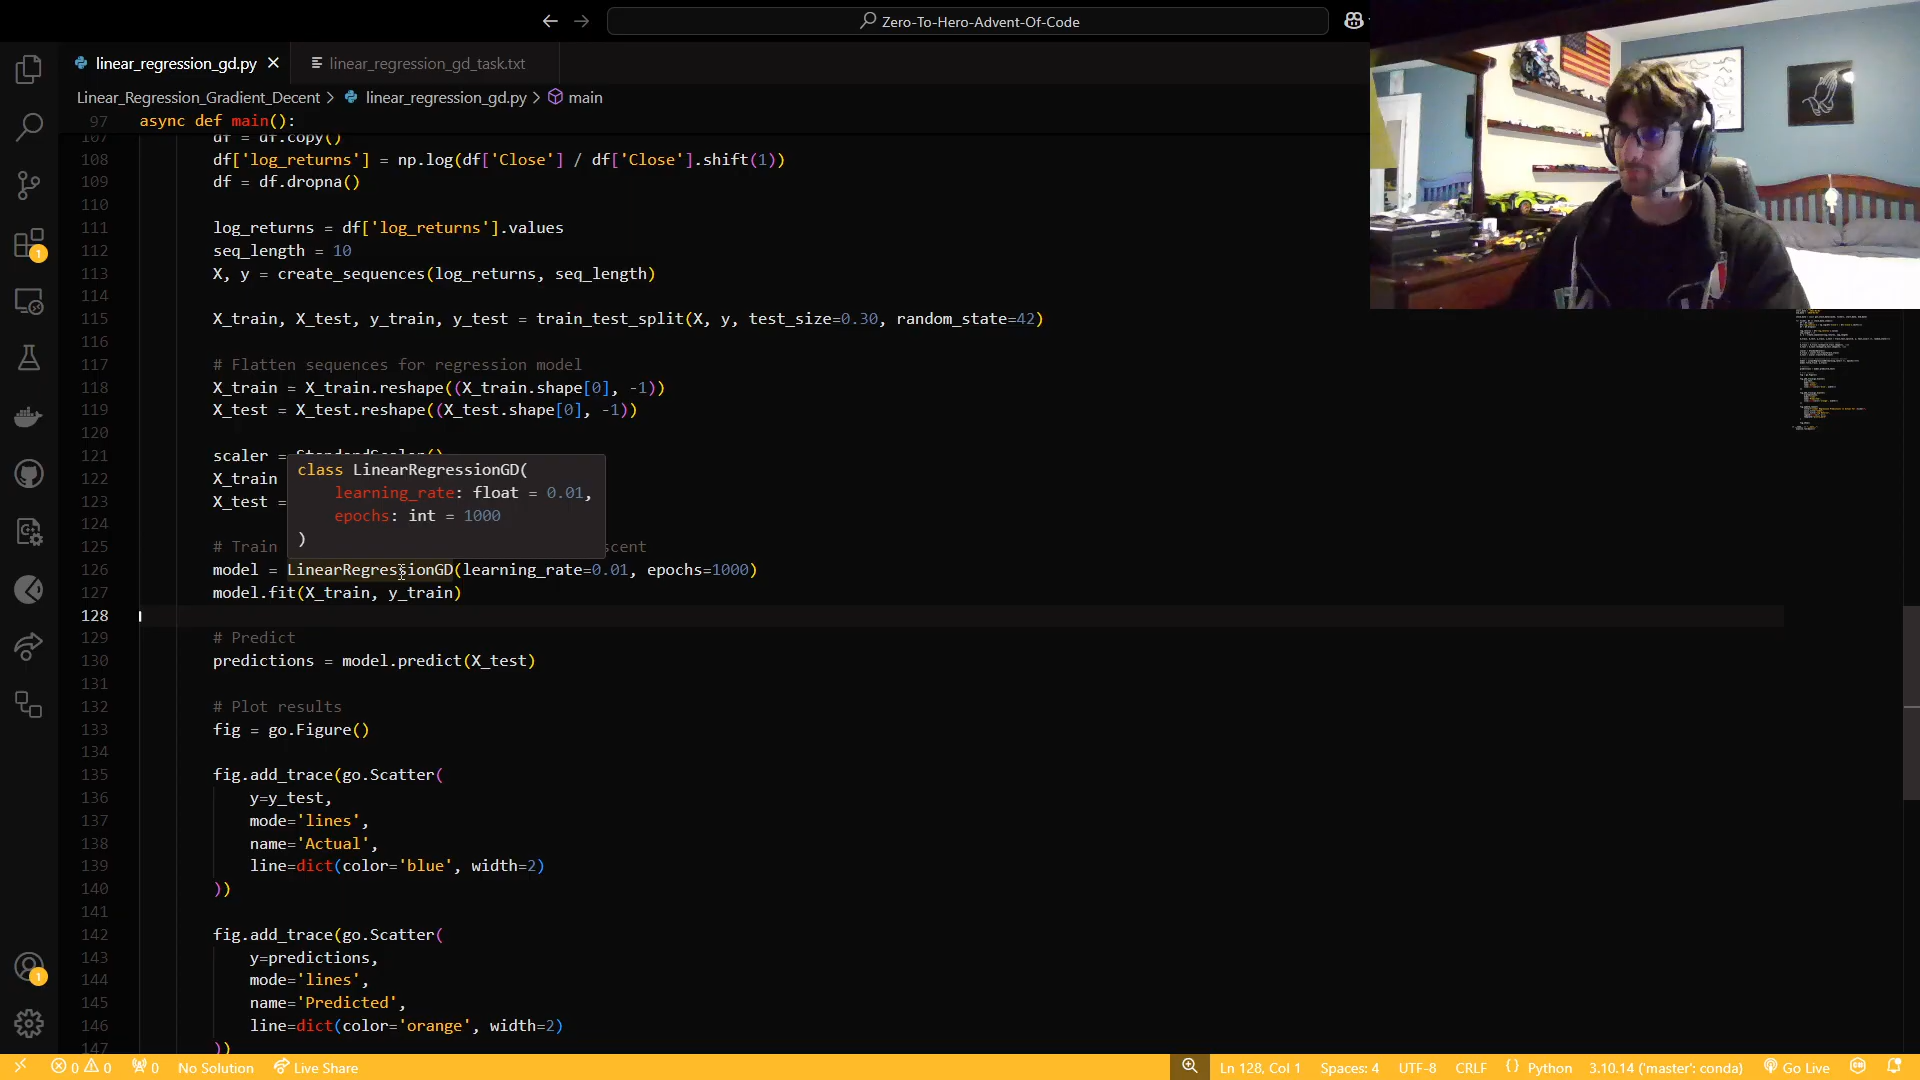 Zero-To-Hero-Advent-Of-Code
linear_regression_gd.py
linear_regression_gd_task.txt
Linear_Regression_Gradient_Decent > linear_regression_gd.py > main
97 async def main():
107 df = df.copy()
108 df['log_returns'] = np.log(df['Close'] / df['Close'].shift(1))
109 df = df.dropna()
110
111 log_returns = df['log_returns'].values
112 seq_length = 10
113 X, y = create_sequences(log_returns, seq_length)
114
115 X_train, X_test, y_train, y_test = train_test_split(X, y, test_size=0.30, random_state=42)
116
117 # Flatten sequences for regression model
118 X_train = X_train.reshape((X_train.shape[0], -1))
119 X_test = X_test.reshape((X_test.shape[0], -1))
120
121 scaler = StandardScaler()
class LinearRegressionGD(
122 X_train
learning_rate: float = 0.01,
123 X_test =
epochs: int = 1000
124
)
125 # Train scent
126 model = LinearRegressionGD(learning_rate=0.01, epochs=1000)
127 model.fit(X_train, y_train)
128
129 # Predict
130 predictions = model.predict(X_test)
131
132 # Plot results
133 fig = go.Figure()
134
135 fig.add_trace(go.Scatter(
136 y=y_test,
137 mode='lines',
138 name='Actual',
139 line=dict(color='blue', width=2)
140 ))
141
142 fig.add_trace(go.Scatter(
143 y=predictions,
144 mode='lines',
145 name='Predicted',
146 line=dict(color='orange', width=2)
147 ))
0 0 0 No Solution Live Share Ln 128, Col 1 Spaces: 4 UTF-8 CRLF {} Python 3.10.14 ('master': conda) Go Live